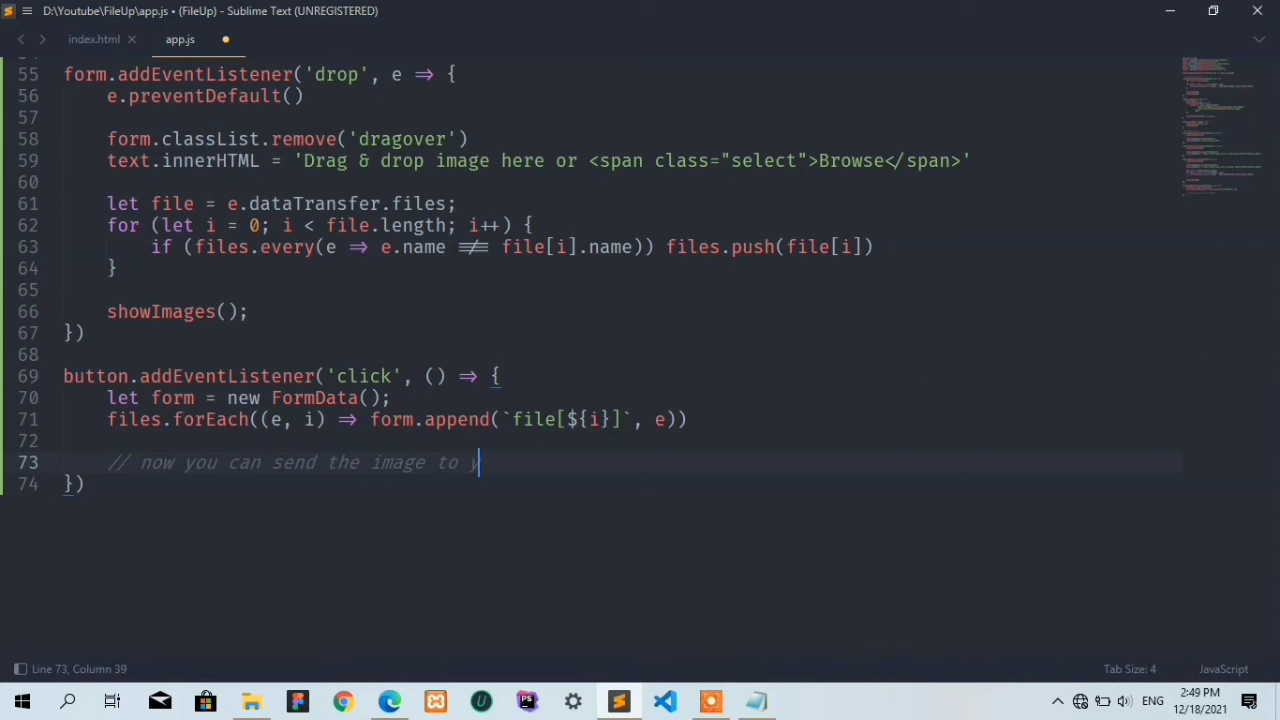 D:\Youtube\FileUp\app.js • (FileUp) - Sublime Text (UNREGISTERED)
index.html
app.js
55 form.addEventListener('drop', e => {
56 e.preventDefault()
57
58 form.classList.remove('dragover')
59 text.innerHTML = 'Drag & drop image here or <span class="select">Browse</span>'
60
61 let file = e.dataTransfer.files;
62 for (let i = 0; i < file.length; i++) {
63 if (files.every(e => e.name !== file[i].name)) files.push(file[i])
64 }
65
66 showImages();
67 })
68
69 button.addEventListener('click', () => {
70 let form = new FormData();
71 files.forEach((e, i) => form.append(`file[${i}]`, e))
72
73 // now you can send the image to y
74 })
Line 73, Column 39
Tab Size: 4
JavaScript
ENG
2:49 PM
12/18/2021